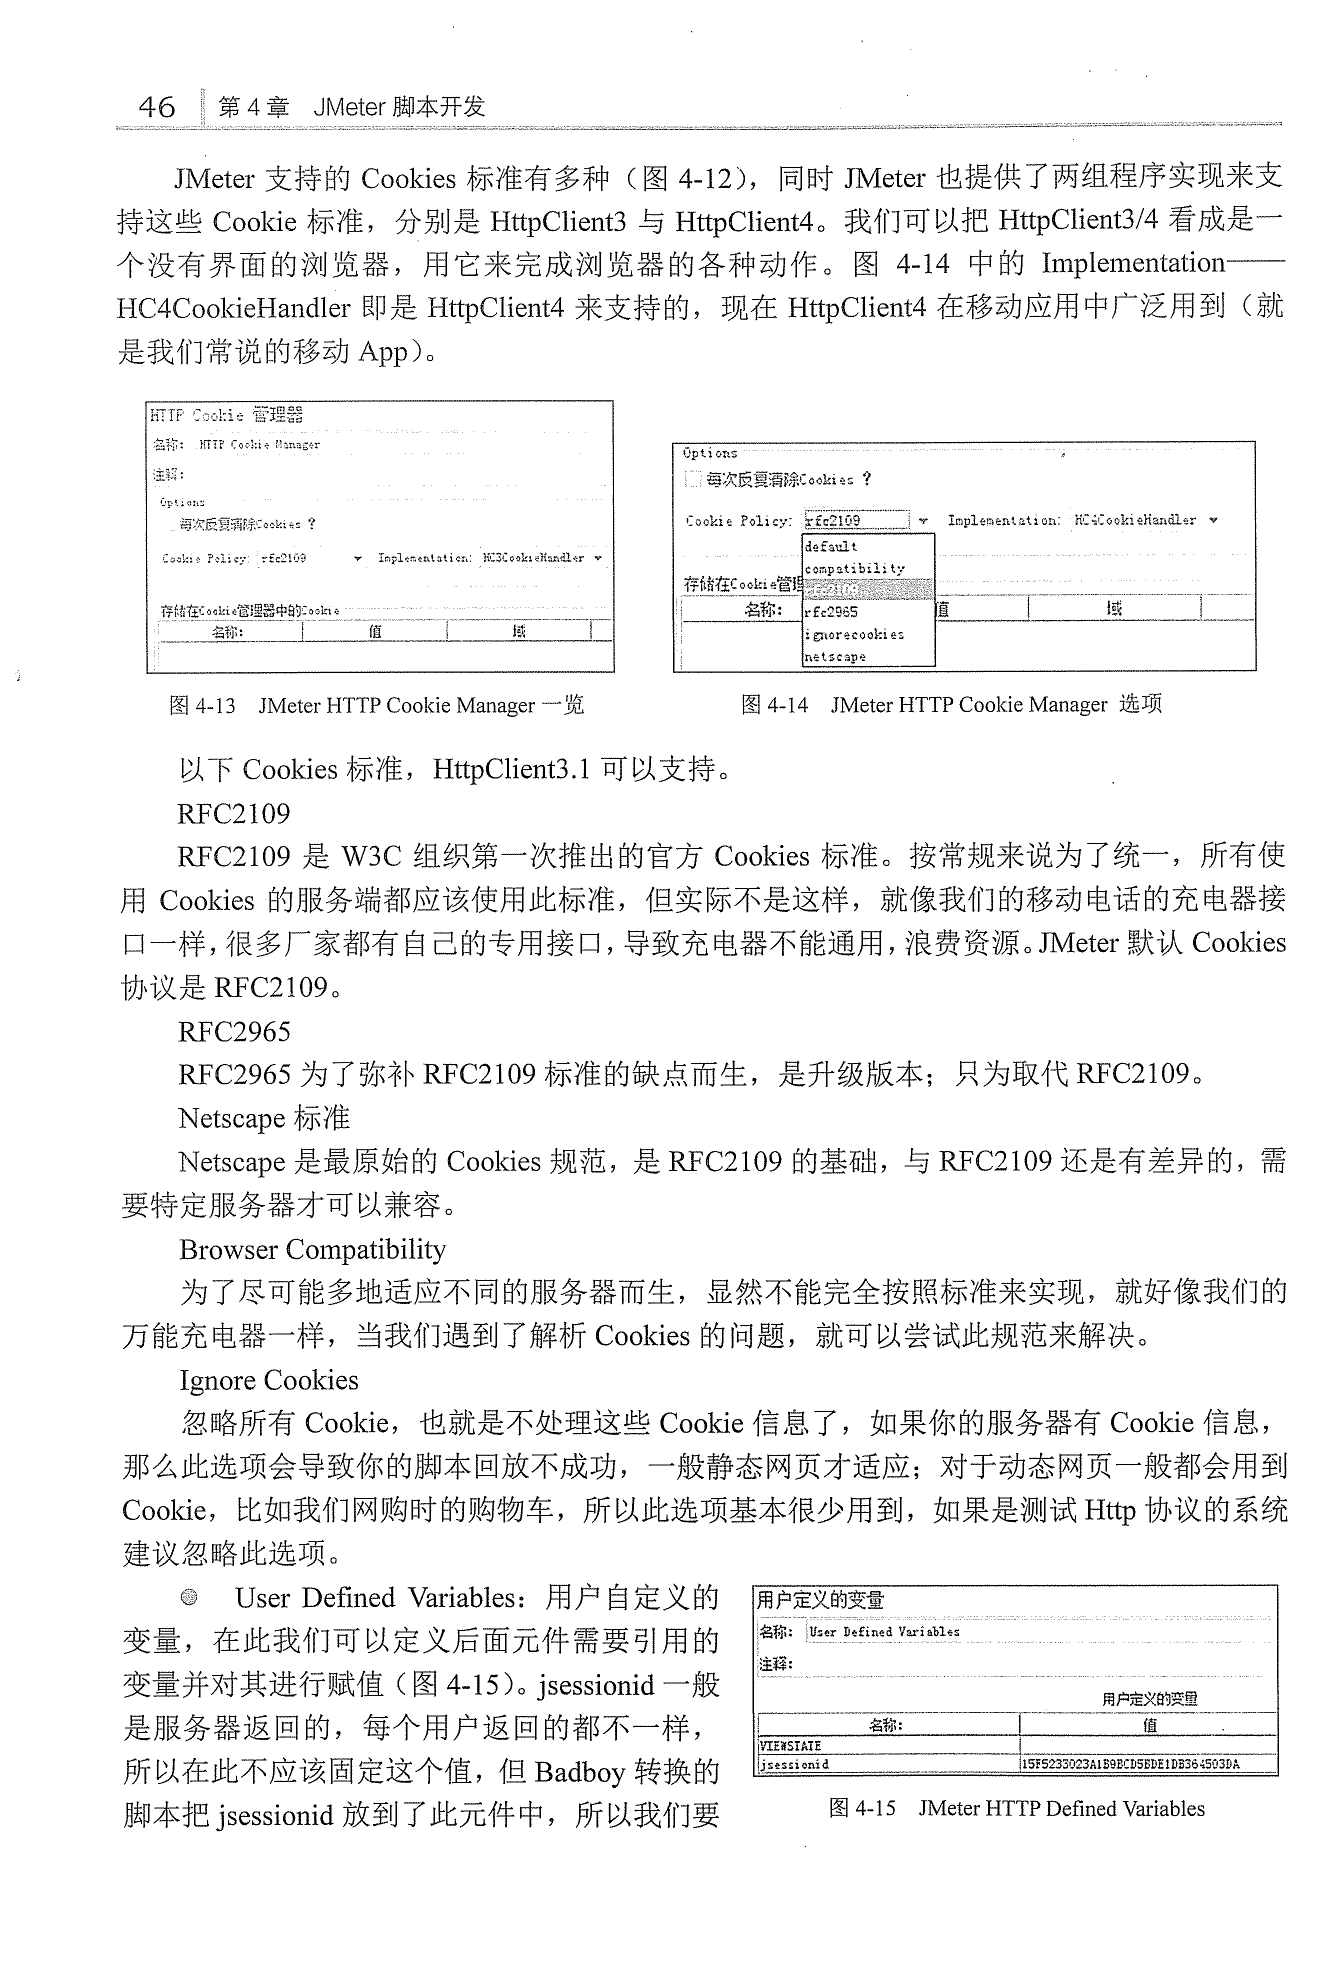 46 第 4 章 JMeter 脚本开发
JMeter 支持的 Cookies 标准有多种（图 4-12），同时 JMeter 也提供了两组程序实现来支
持这些 Cookie 标准，分别是 HttpClient3 与 HttpClient4。我们可以把 HttpClient3/4 看成是一
个没有界面的浏览器，用它来完成浏览器的各种动作。图 4-14 中的 Implementation——
HC4CookieHandler 即是 HttpClient4 来支持的，现在 HttpClient4 在移动应用中广泛用到（就
是我们常说的移动 App）。
HTTP Cookie 管理器
名称: HTTP Cookie Manager
注释:
Options
每次反复清除Cookies ?
Cookie Policy: rfc2109 Implementation: HC3CookieHandler
存储在Cookie管理器中的Cookie
名称: 值 域
图 4-13 JMeter HTTP Cookie Manager 一览
Options
每次反复清除Cookies ?
Cookie Policy: rfc2109 Implementation: HC4CookieHandler
default
compatibility
rfc2109
rfc2965
ignorecookies
netscape
存储在Cookie管理
名称: 值 域
图 4-14 JMeter HTTP Cookie Manager 选项
以下 Cookies 标准，HttpClient3.1 可以支持。
RFC2109
RFC2109 是 W3C 组织第一次推出的官方 Cookies 标准。按常规来说为了统一，所有使
用 Cookies 的服务端都应该使用此标准，但实际不是这样，就像我们的移动电话的充电器接
口一样，很多厂家都有自己的专用接口，导致充电器不能通用，浪费资源。JMeter 默认 Cookies
协议是 RFC2109。
RFC2965
RFC2965 为了弥补 RFC2109 标准的缺点而生，是升级版本；只为取代 RFC2109。
Netscape 标准
Netscape 是最原始的 Cookies 规范，是 RFC2109 的基础，与 RFC2109 还是有差异的，需
要特定服务器才可以兼容。
Browser Compatibility
为了尽可能多地适应不同的服务器而生，显然不能完全按照标准来实现，就好像我们的
万能充电器一样，当我们遇到了解析 Cookies 的问题，就可以尝试此规范来解决。
Ignore Cookies
忽略所有 Cookie，也就是不处理这些 Cookie 信息了，如果你的服务器有 Cookie 信息，
那么此选项会导致你的脚本回放不成功，一般静态网页才适应；对于动态网页一般都会用到
Cookie，比如我们网购时的购物车，所以此选项基本很少用到，如果是测试 Http 协议的系统
建议忽略此选项。
User Defined Variables：用户自定义的
变量，在此我们可以定义后面元件需要引用的
变量并对其进行赋值（图 4-15）。jsessionid 一般
是服务器返回的，每个用户返回的都不一样，
所以在此不应该固定这个值，但 Badboy 转换的
脚本把 jsessionid 放到了此元件中，所以我们要
用户定义的变量
名称: User Defined Variables
注释:
用户定义的变量
名称: 值
VIEWSTATE
jsessionid
图 4-15 JMeter HTTP Defined Variables